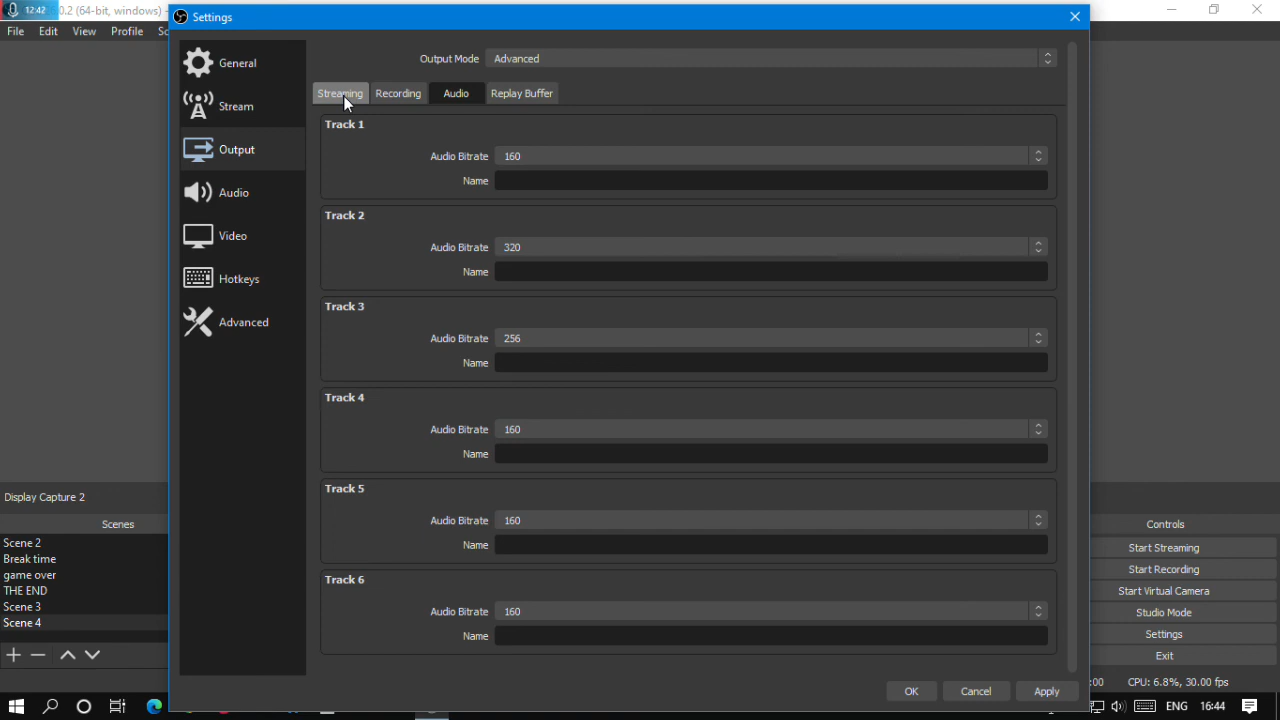 12:42
0.2 (64-bit, windows) -
Settings
File Edit View Profile Sc
General
Stream
Output
Audio
Video
Hotkeys
Advanced
Output Mode Advanced
Streaming Recording Audio Replay Buffer
Track 1
Audio Bitrate 160
Name
Track 2
Audio Bitrate 320
Name
Track 3
Audio Bitrate 256
Name
Track 4
Audio Bitrate 160
Name
Track 5
Audio Bitrate 160
Name
Track 6
Audio Bitrate 160
Name
OK Cancel Apply
Display Capture 2
Scenes
Scene 2
Break time
game over
THE END
Scene 3
Scene 4
Controls
Start Streaming
Start Recording
Start Virtual Camera
Studio Mode
Settings
Exit
:00 CPU: 6.8%, 30.00 fps
ENG 16:44